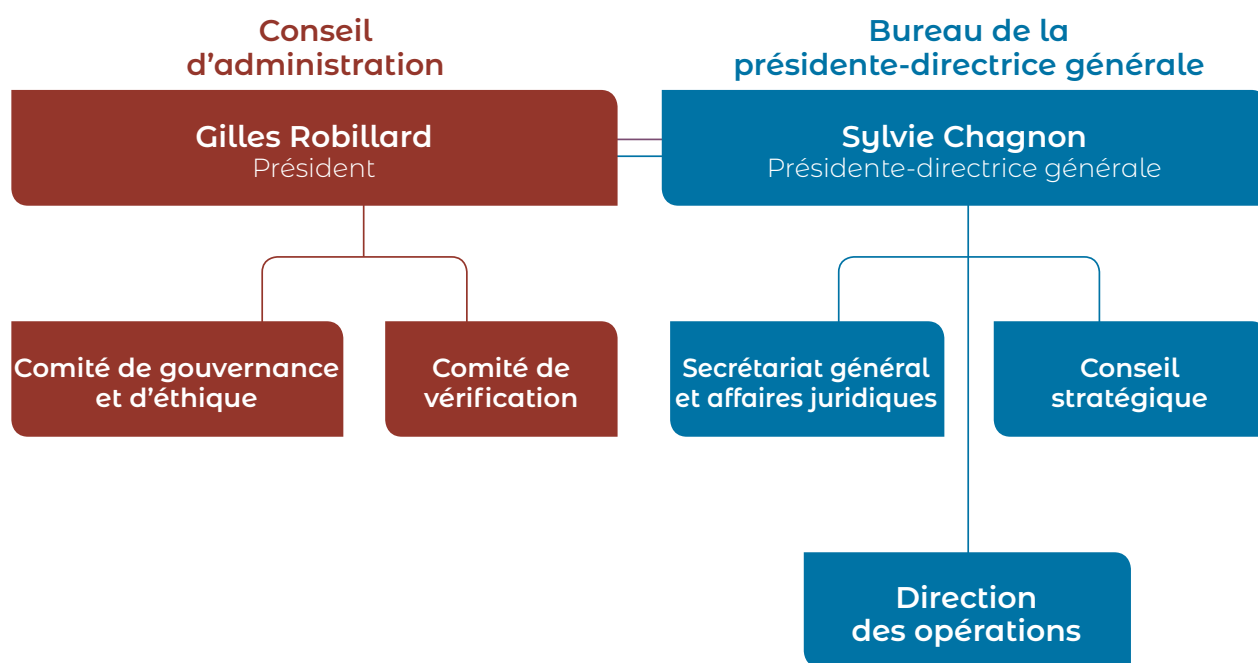 Conseil
d’administration
Bureau de la
présidente-directrice générale
Gilles Robillard
Président
Sylvie Chagnon
Présidente-directrice générale
Comité de gouvernance
et d’éthique
Comité de
vérification
Secrétariat général
et affaires juridiques
Conseil
stratégique
Direction
des opérations